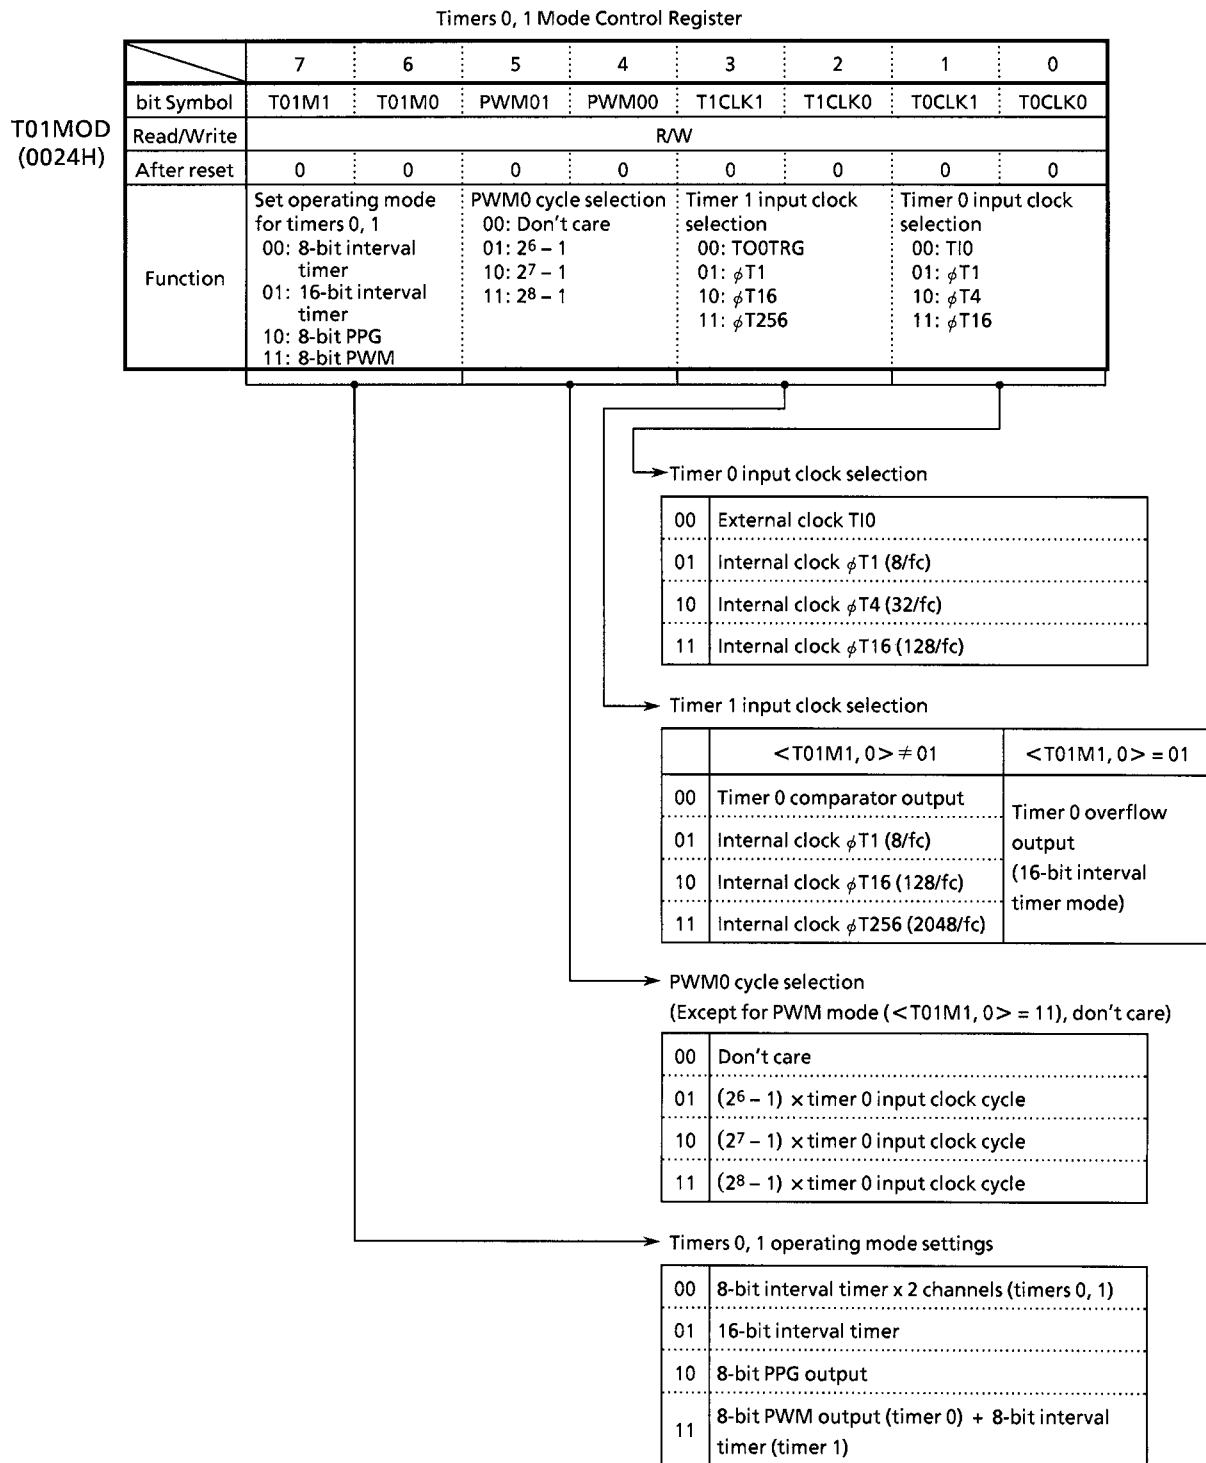 Timers 0, 1 Mode Control Register
7 6 5 4 3 2 1 0
bit Symbol T01M1 T01M0 PWM01 PWM00 T1CLK1 T1CLK0 T0CLK1 T0CLK0
T01MOD
(0024H)
Read/Write R/W
After reset 0 0 0 0 0 0 0 0
Function
Set operating mode
for timers 0, 1
00: 8-bit interval
timer
01: 16-bit interval
timer
10: 8-bit PPG
11: 8-bit PWM
PWM0 cycle selection
00: Don't care
01: 2⁶ – 1
10: 2⁷ – 1
11: 2⁸ – 1
Timer 1 input clock
selection
00: TO0TRG
01: φT1
10: φT16
11: φT256
Timer 0 input clock
selection
00: TI0
01: φT1
10: φT4
11: φT16
Timer 0 input clock selection
00 External clock TI0
01 Internal clock φT1 (8/fc)
10 Internal clock φT4 (32/fc)
11 Internal clock φT16 (128/fc)
Timer 1 input clock selection
<T01M1, 0> ≠ 01 <T01M1, 0> = 01
00 Timer 0 comparator output
01 Internal clock φT1 (8/fc)
10 Internal clock φT16 (128/fc)
11 Internal clock φT256 (2048/fc)
Timer 0 overflow
output
(16-bit interval
timer mode)
PWM0 cycle selection
(Except for PWM mode (<T01M1, 0> = 11), don't care)
00 Don't care
01 (2⁶ – 1) × timer 0 input clock cycle
10 (2⁷ – 1) × timer 0 input clock cycle
11 (2⁸ – 1) × timer 0 input clock cycle
Timers 0, 1 operating mode settings
00 8-bit interval timer x 2 channels (timers 0, 1)
01 16-bit interval timer
10 8-bit PPG output
11 8-bit PWM output (timer 0) + 8-bit interval
timer (timer 1)